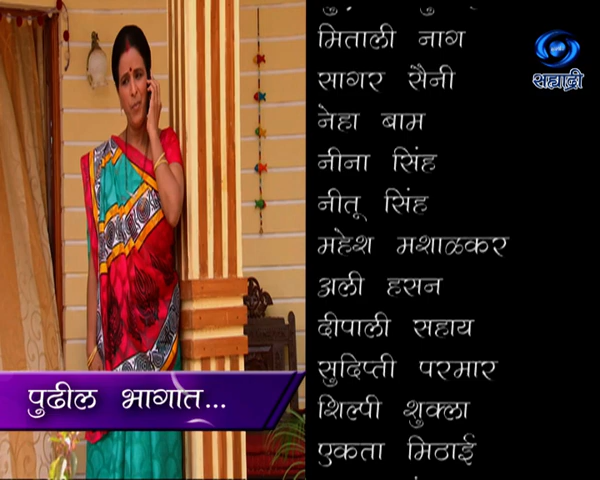 मिताली नाग
सागर सैनी
नेहा बाम
नीना सिंह
नीतू सिंह
महेश मशाळकर
अली हसन
दीपाली सहाय
सुदिप्ती परमार
शिल्पी शुक्ला
एकता मिठाई
सह्याद्री
पुढील भागात...